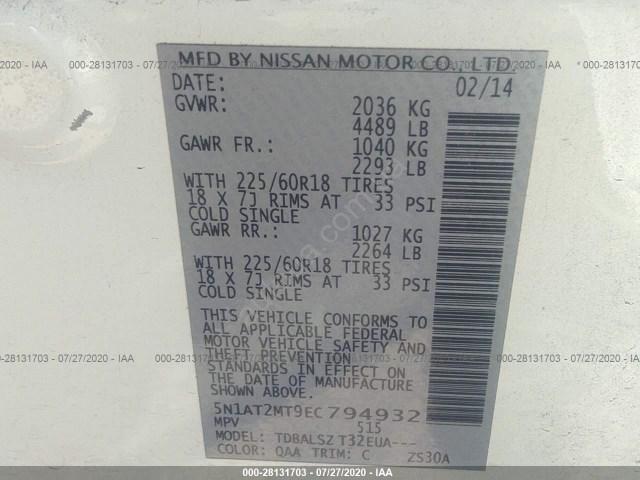 000-28131703 - 07/27/2020 - IAA
MFD BY NISSAN MOTOR CO., LTD.
DATE: 02/14
GVWR: 2036 KG
4489 LB
GAWR FR.: 1040 KG
2293 LB
WITH 225/60R18 TIRES
18 X 7J RIMS AT 33 PSI
COLD SINGLE
GAWR RR.: 1027 KG
2264 LB
WITH 225/60R18 TIRES
18 X 7J RIMS AT 33 PSI
COLD SINGLE
THIS VEHICLE CONFORMS TO
ALL APPLICABLE FEDERAL
MOTOR VEHICLE SAFETY AND
THEFT PREVENTION
STANDARDS IN EFFECT ON
THE DATE OF MANUFACTURE
SHOWN ABOVE.
5N1AT2MT9EC794932
MPV 515
MODEL: TDBALSZ T32EUA---
COLOR: QAA TRIM: C ZS30A
000-28131703 - 07/27/2020 - IAA